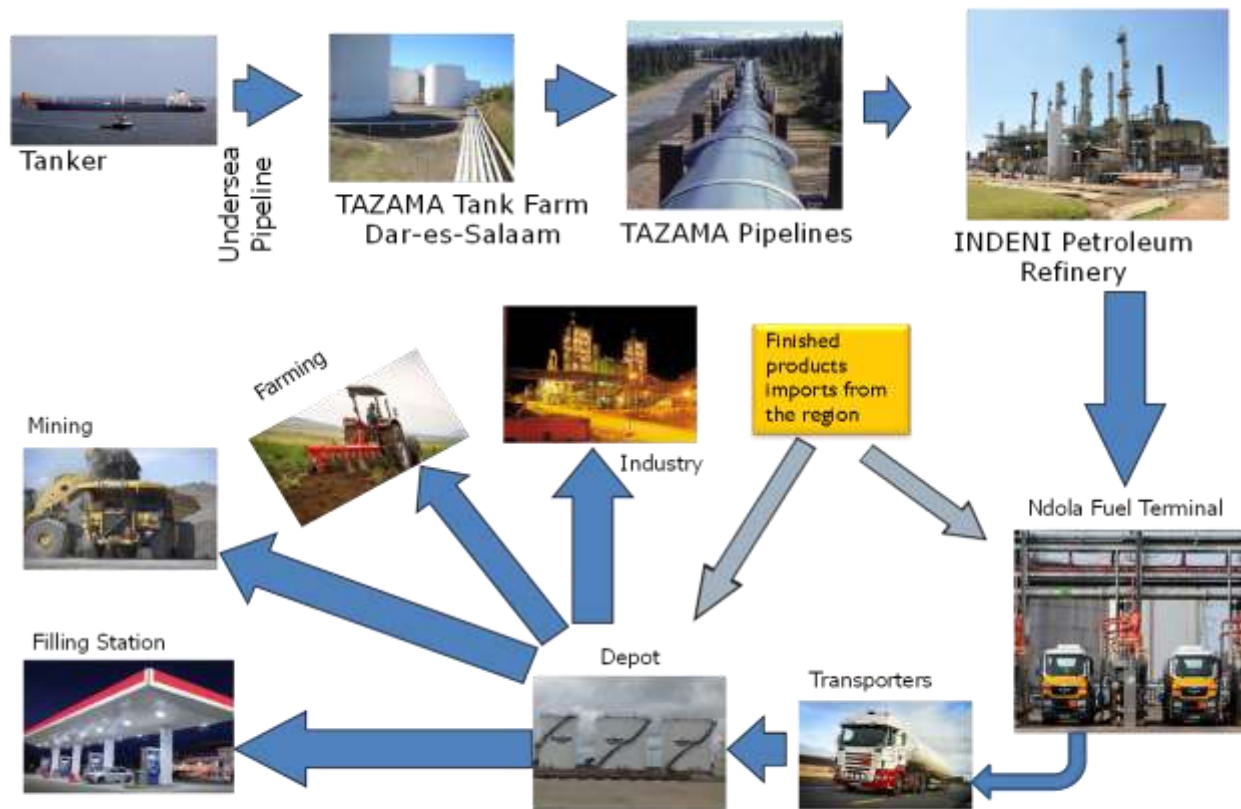 Tanker
Undersea
Pipeline
TAZAMA Tank Farm
Dar-es-Salaam
TAZAMA Pipelines
INDENI Petroleum
Refinery
Finished
products
imports from
the region
Farming
Mining
Industry
Ndola Fuel Terminal
Filling Station
Depot
Transporters